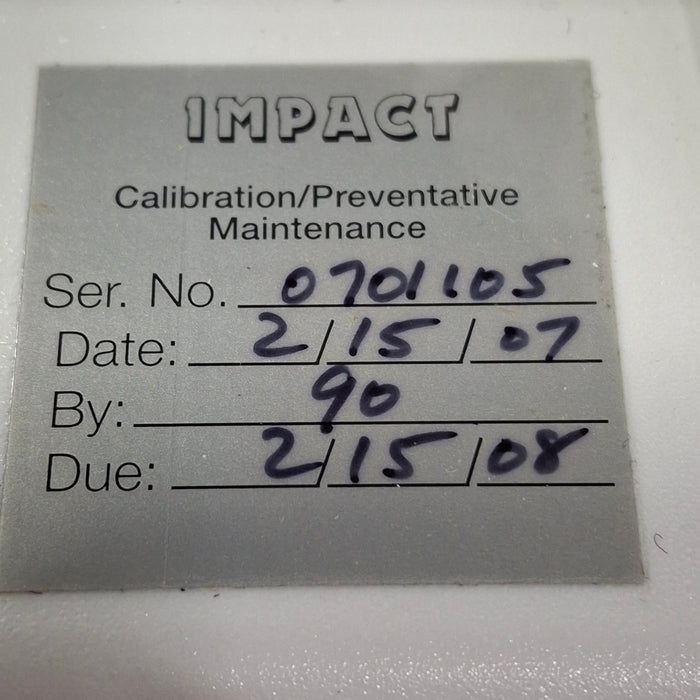 IMPACT
Calibration/Preventative
Maintenance
Ser. No. 0701105
Date: 2/15/07
By: 90
Due: 2/15/08